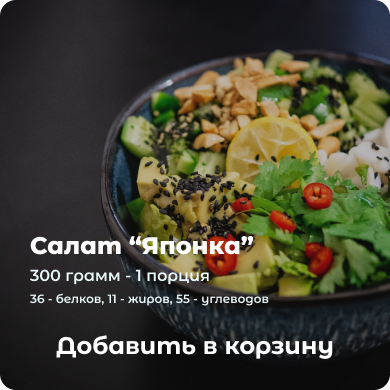 Салат “Японка”
300 грамм - 1 порция
36 - белков, 11 - жиров, 55 - углеводов
Добавить в корзину